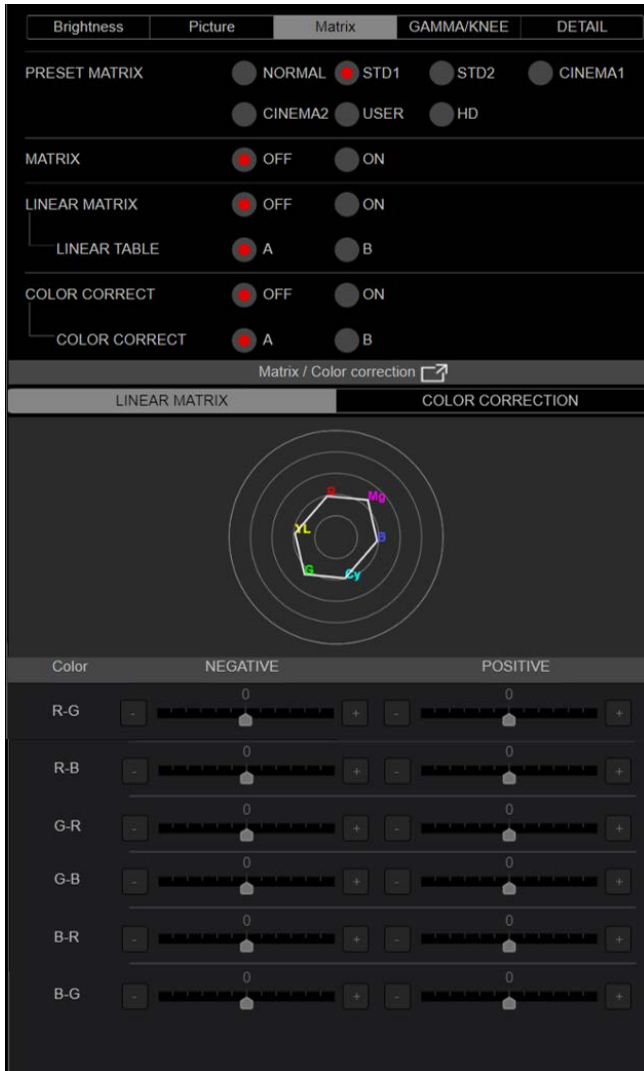 Brightness Picture Matrix GAMMA/KNEE DETAIL
PRESET MATRIX NORMAL STD1 STD2 CINEMA1
CINEMA2 USER HD
MATRIX OFF ON
LINEAR MATRIX OFF ON
LINEAR TABLE A B
COLOR CORRECT OFF ON
COLOR CORRECT A B
Matrix / Color correction
LINEAR MATRIX COLOR CORRECTION
R Mg
YL B
G Cy
Color NEGATIVE POSITIVE
0 0
R-G - + - +
0 0
R-B - + - +
0 0
G-R - + - +
0 0
G-B - + - +
0 0
B-R - + - +
0 0
B-G - + - +